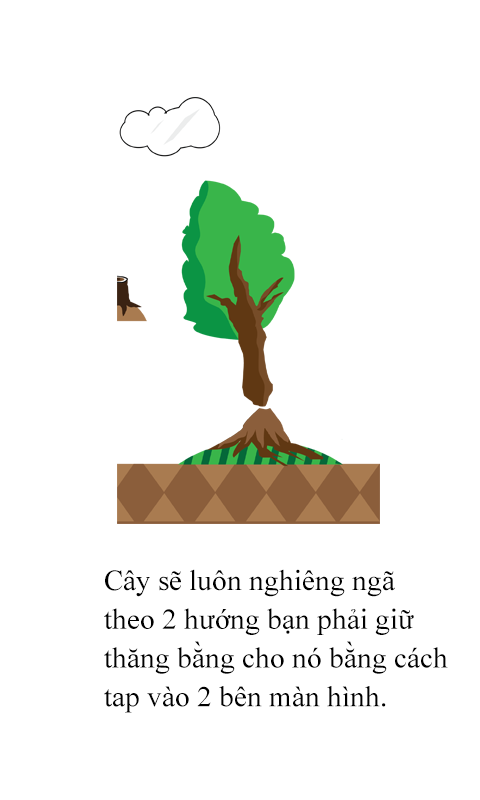 Cây sẽ luôn nghiêng ngã
theo 2 hướng bạn phải giữ
thăng bằng cho nó bằng cách
tap vào 2 bên màn hình.